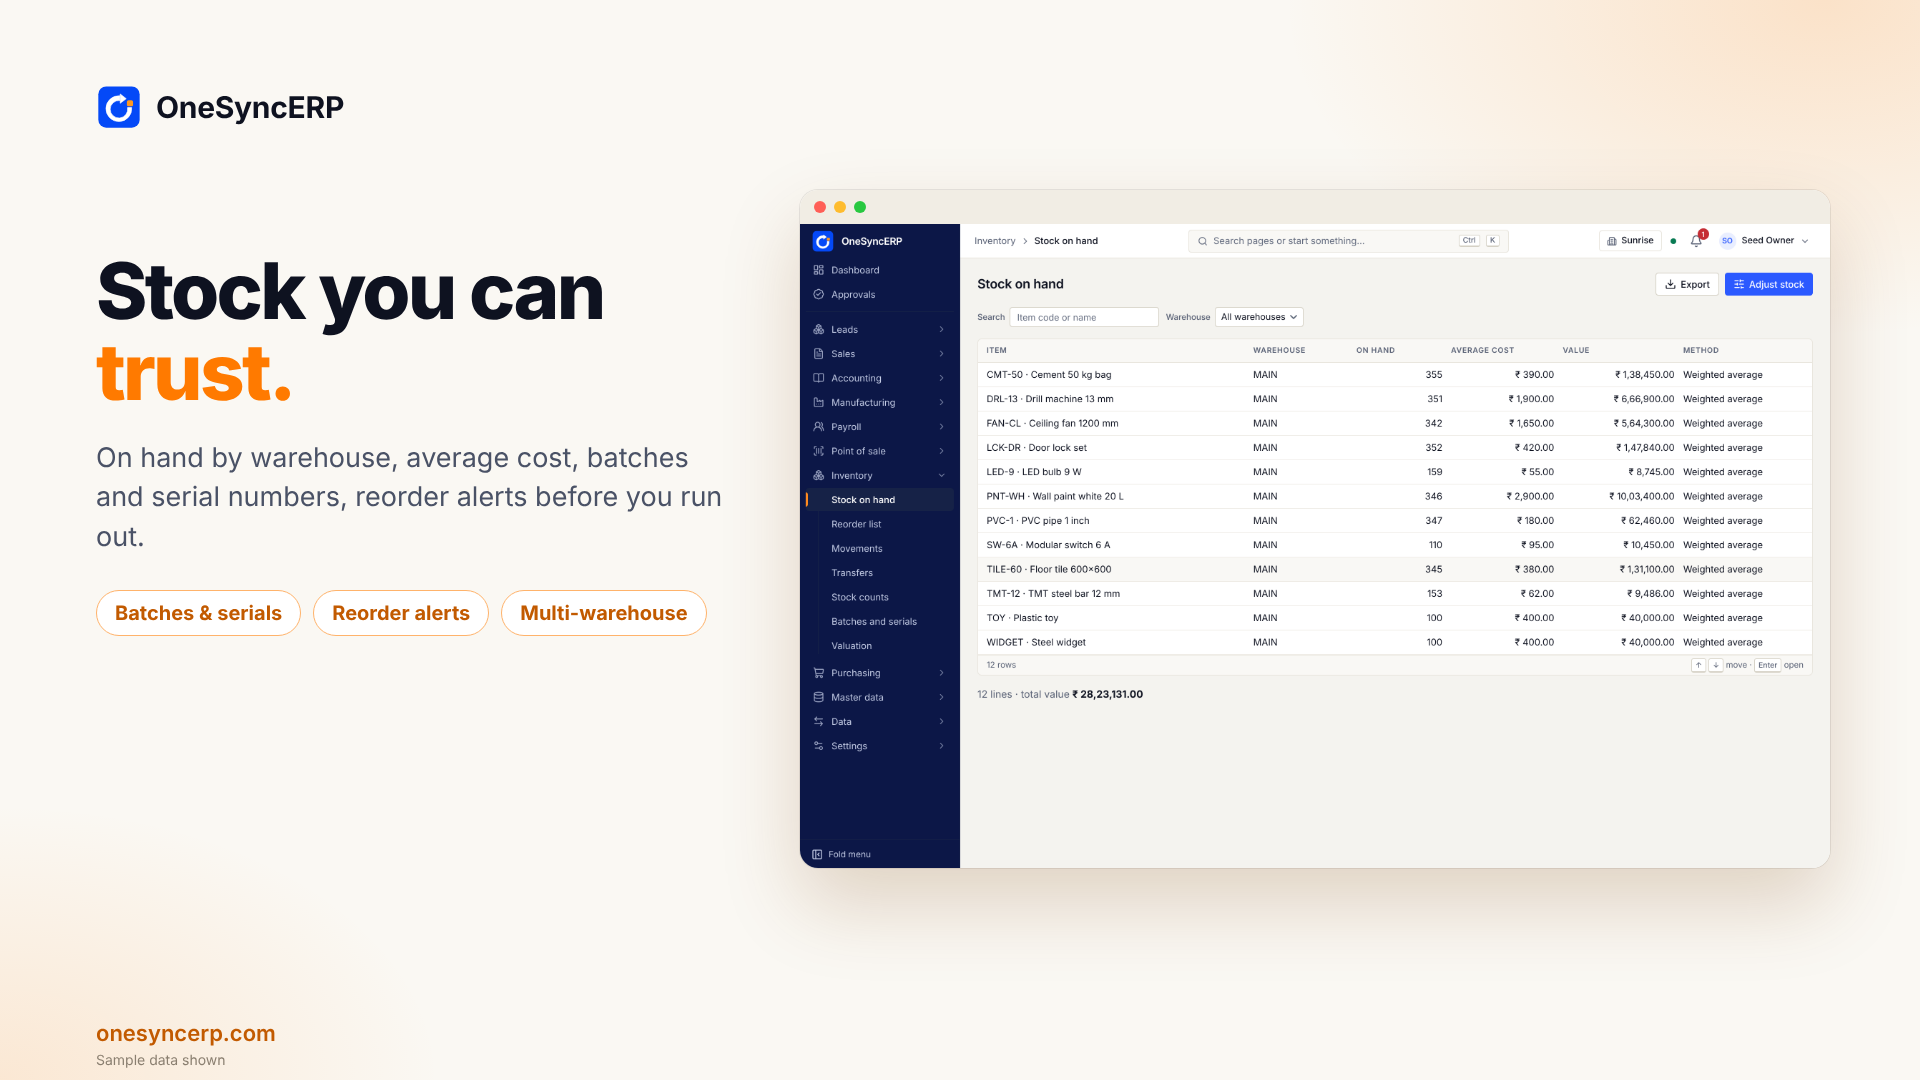 OneSyncERP
Stock you can
trust.
On hand by warehouse, average cost, batches
and serial numbers, reorder alerts before you run
out.
Batches & serials
Reorder alerts
Multi-warehouse
onesyncerp.com
Sample data shown
OneSyncERP
Dashboard
Approvals
Leads
Sales
Accounting
Manufacturing
Payroll
Point of sale
Inventory
Stock on hand
Reorder list
Movements
Transfers
Stock counts
Batches and serials
Valuation
Purchasing
Master data
Data
Settings
Fold menu
Inventory > Stock on hand
Search pages or start something... Ctrl K
Sunrise 1 SO Seed Owner
Stock on hand
Export Adjust stock
Search Item code or name Warehouse All warehouses
ITEM WAREHOUSE ON HAND AVERAGE COST VALUE METHOD
CMT-50 · Cement 50 kg bag MAIN 355 ₹ 390.00 ₹ 1,38,450.00 Weighted average
DRL-13 · Drill machine 13 mm MAIN 351 ₹ 1,900.00 ₹ 6,66,900.00 Weighted average
FAN-CL · Ceiling fan 1200 mm MAIN 342 ₹ 1,650.00 ₹ 5,64,300.00 Weighted average
LCK-DR · Door lock set MAIN 352 ₹ 420.00 ₹ 1,47,840.00 Weighted average
LED-9 · LED bulb 9 W MAIN 159 ₹ 55.00 ₹ 8,745.00 Weighted average
PNT-WH · Wall paint white 20 L MAIN 346 ₹ 2,900.00 ₹ 10,03,400.00 Weighted average
PVC-1 · PVC pipe 1 inch MAIN 347 ₹ 180.00 ₹ 62,460.00 Weighted average
SW-6A · Modular switch 6 A MAIN 110 ₹ 95.00 ₹ 10,450.00 Weighted average
TILE-60 · Floor tile 600×600 MAIN 345 ₹ 380.00 ₹ 1,31,100.00 Weighted average
TMT-12 · TMT steel bar 12 mm MAIN 153 ₹ 62.00 ₹ 9,486.00 Weighted average
TOY · Plastic toy MAIN 100 ₹ 400.00 ₹ 40,000.00 Weighted average
WIDGET · Steel widget MAIN 100 ₹ 400.00 ₹ 40,000.00 Weighted average
12 rows ↑ ↓ move · Enter open
12 lines · total value ₹ 28,23,131.00